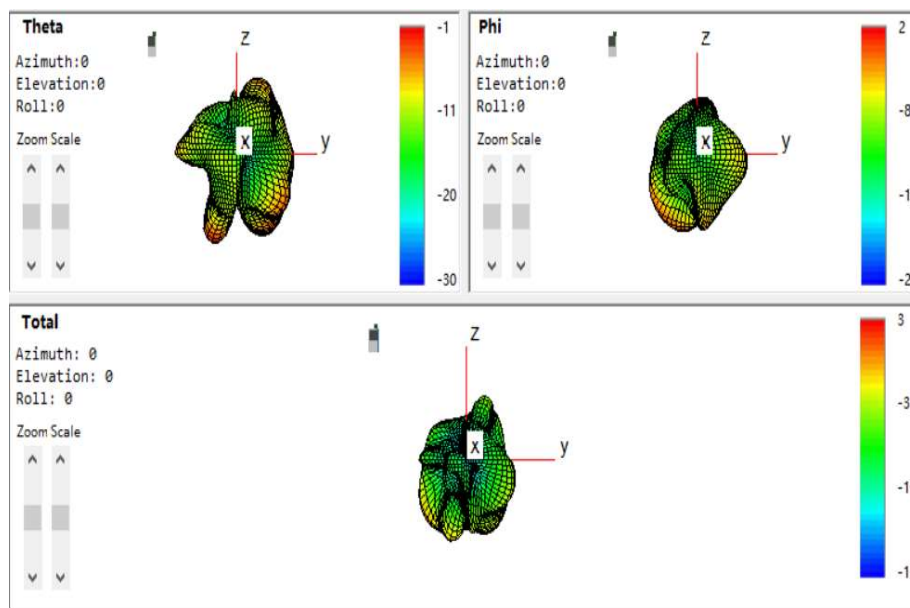 Theta
Azimuth:0
Elevation:0
Roll:0
Zoom Scale
z
x
y
-1
-11
-20
-30
Phi
Azimuth:0
Elevation:0
Roll:0
Zoom Scale
z
x
y
2
-8
-1
-2
Total
Azimuth: 0
Elevation: 0
Roll: 0
Zoom Scale
z
x
y
3
-3
-1
-1